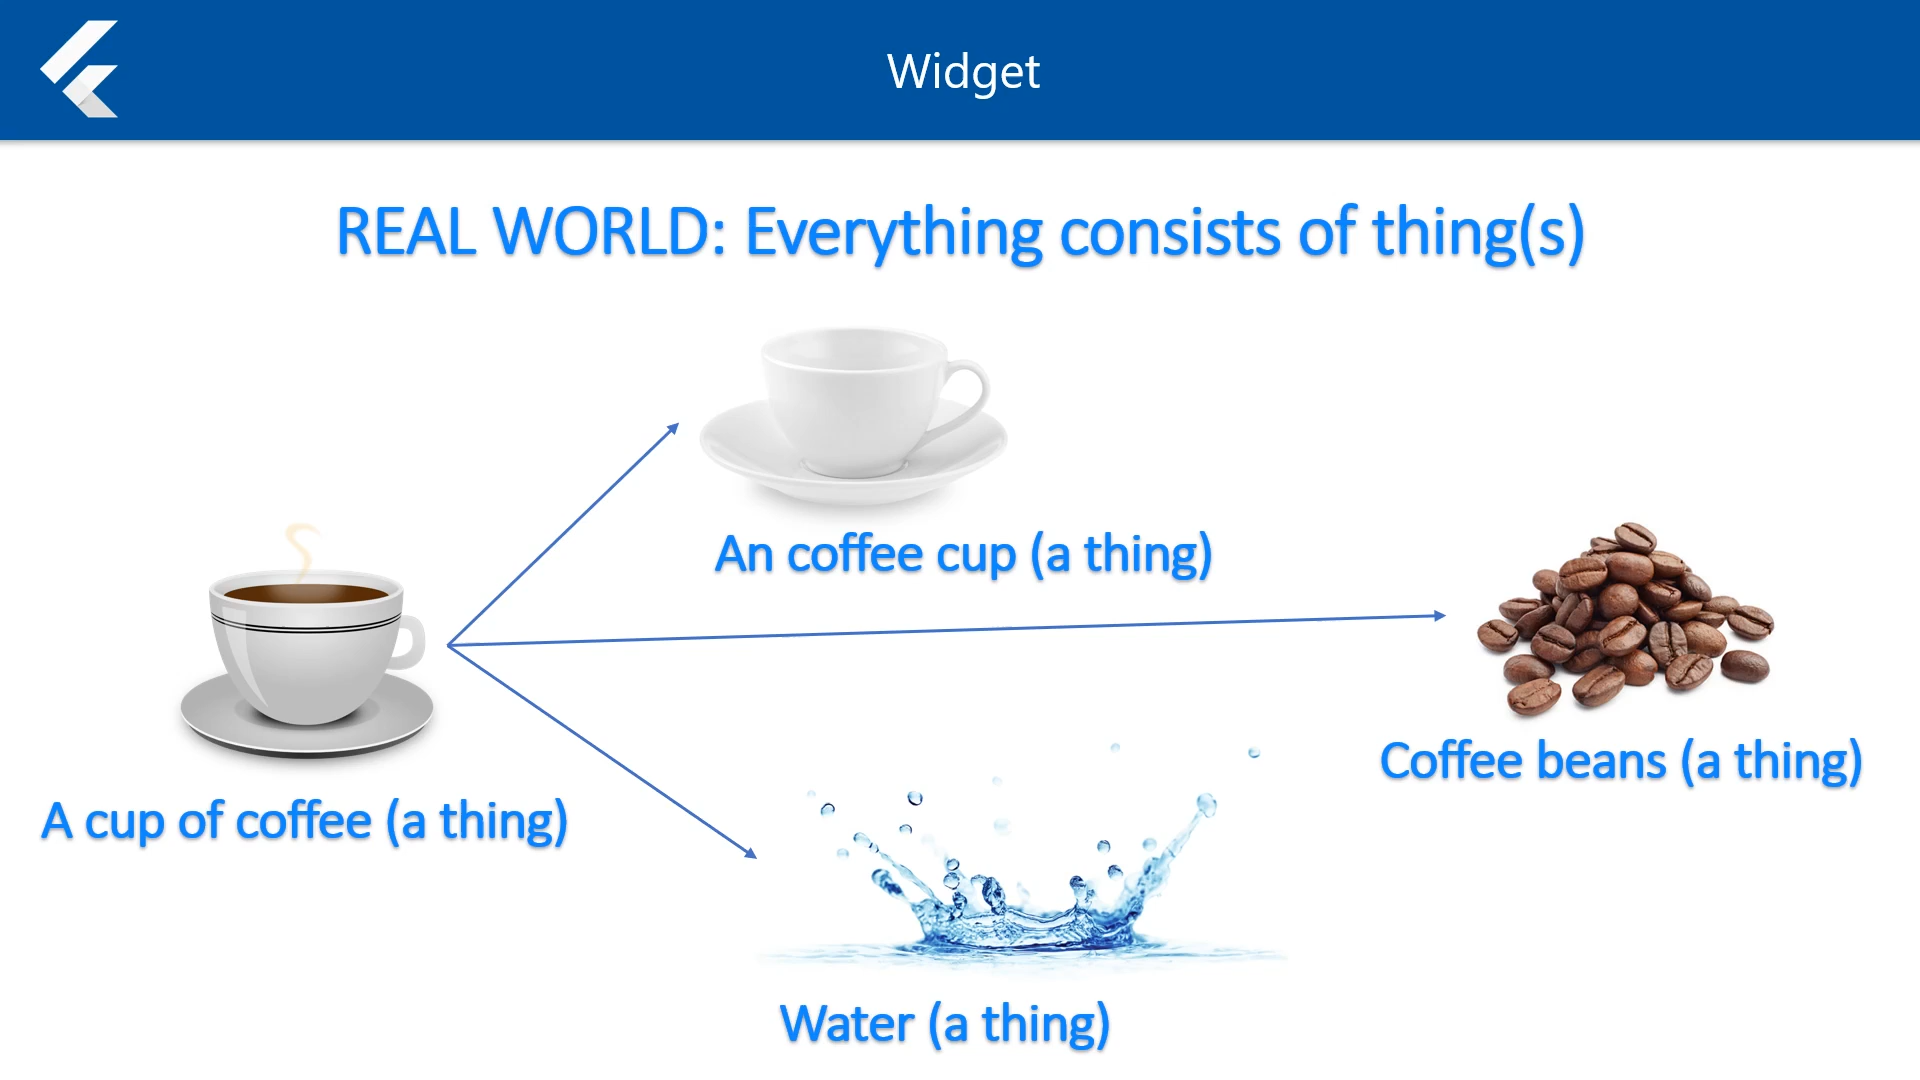 Widget
REAL WORLD: Everything consists of thing(s)
An coffee cup (a thing)
Coffee beans (a thing)
A cup of coffee (a thing)
Water (a thing)